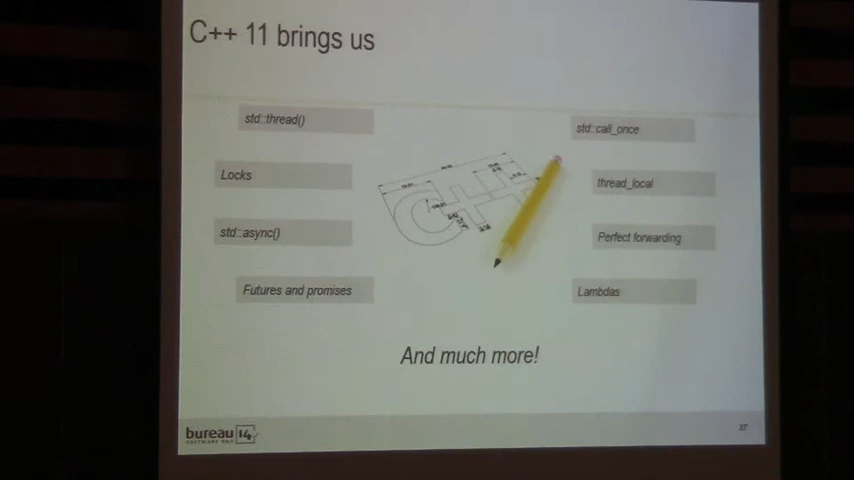 C++ 11 brings us
std::thread()
Locks
std::async()
Futures and promises
std::call_once
thread_local
Perfect forwarding
Lambdas
And much more!
bureau 14
37